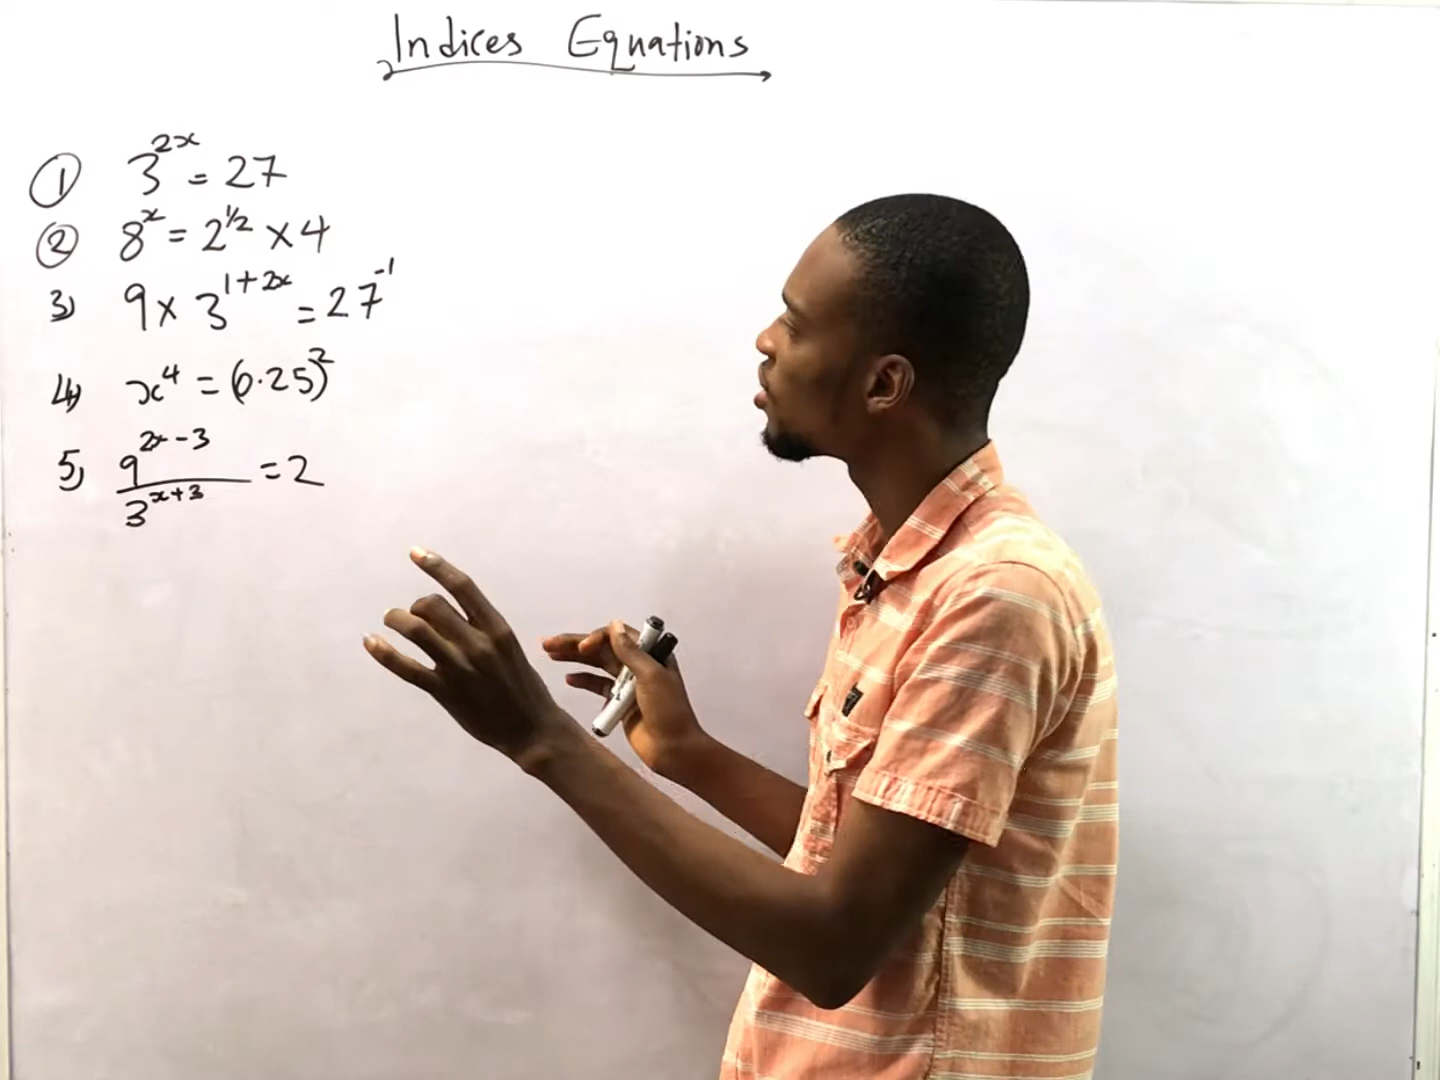 Indices Equations
① 3^{2x} = 27
② 8^x = 2^{1/2} × 4
3) 9 × 3^{1+2x} = 27^{-1}
4) x^4 = (6.25)^2
5) \frac{9^{2x-3}}{3^{x+3}} = 2